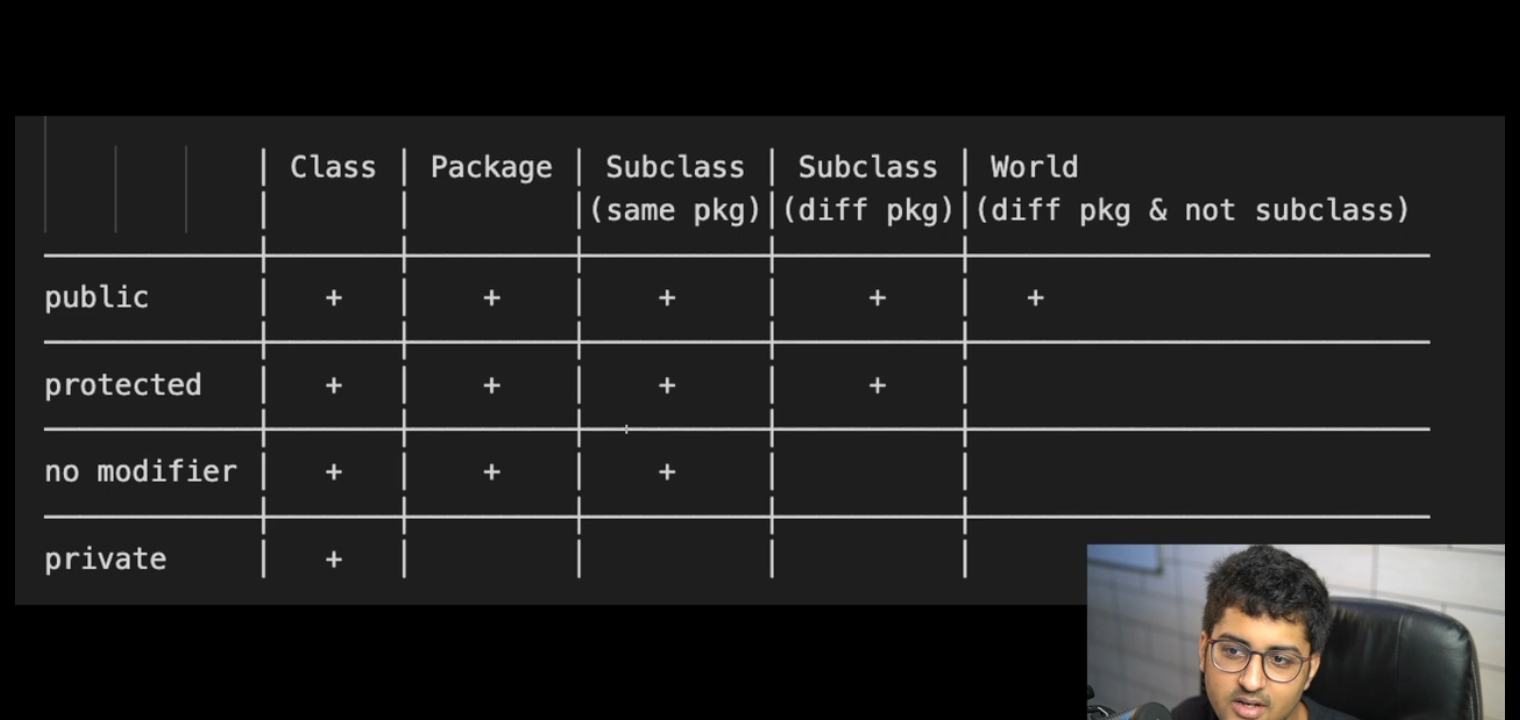 | Class | Package | Subclass | Subclass | World
| | |(same pkg)|(diff pkg)|(diff pkg & not subclass)
public | + | + | + | + | +
protected | + | + | + | + |
no modifier | + | + | + | |
private | + | | | |